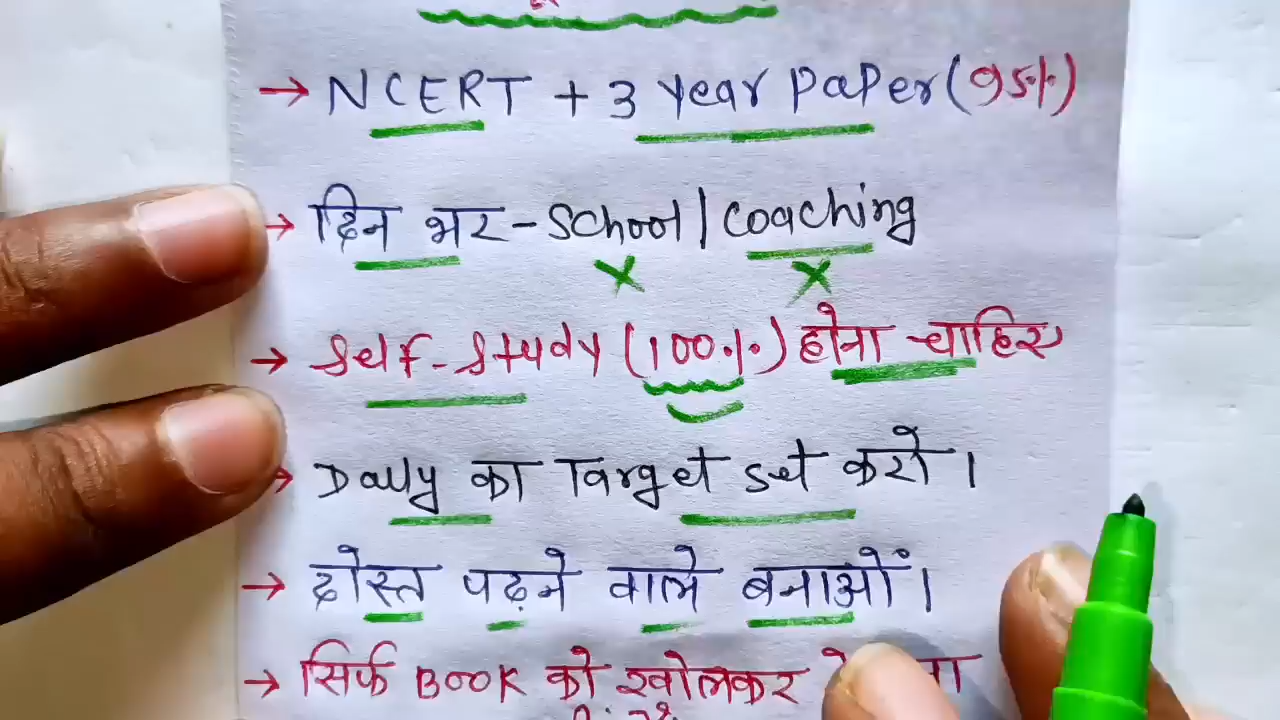 → NCERT + 3 Year Paper (95%)
→ दिन भर - School | Coaching
→ Self-Study (100%) होना चाहिए
→ Daily का Target set करो ।
→ दोस्त पढ़ने वाले बनाओं ।
→ सिर्फ Book को खोलकर